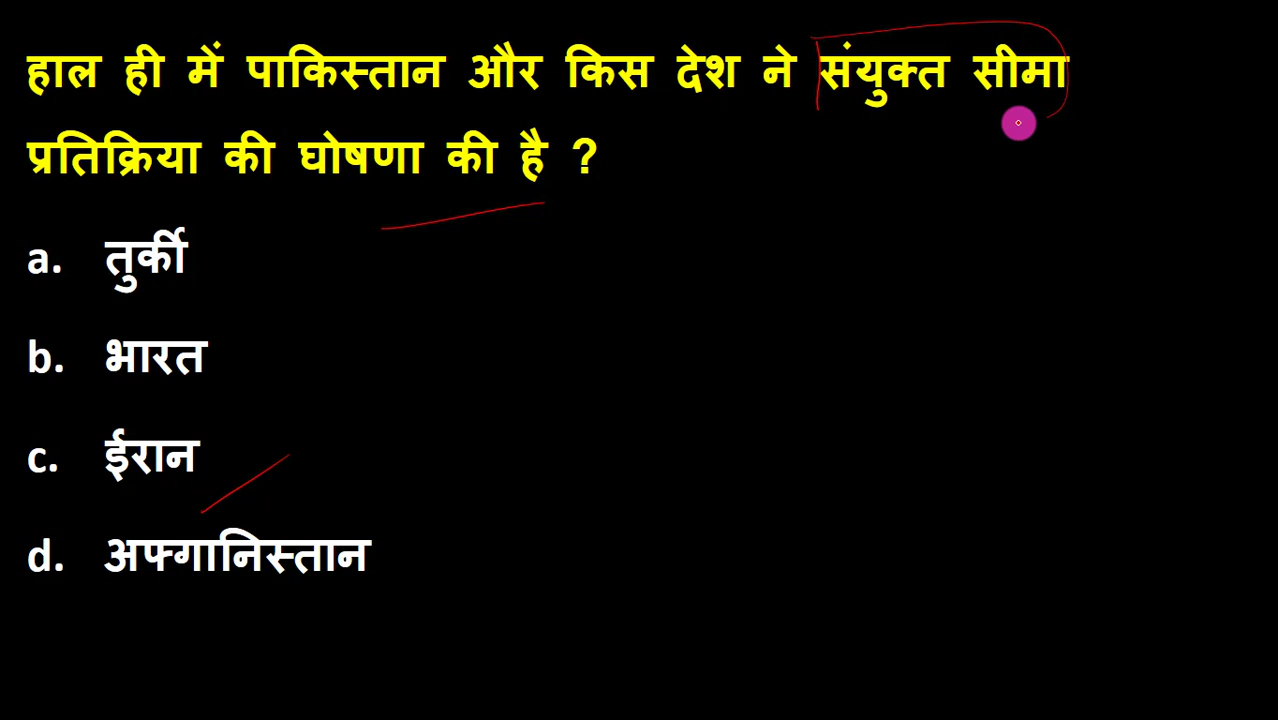 हाल ही में पाकिस्तान और किस देश ने संयुक्त सीमा
प्रतिक्रिया की घोषणा की है ?
a. तुर्की
b. भारत
c. ईरान
d. अफ्गानिस्तान